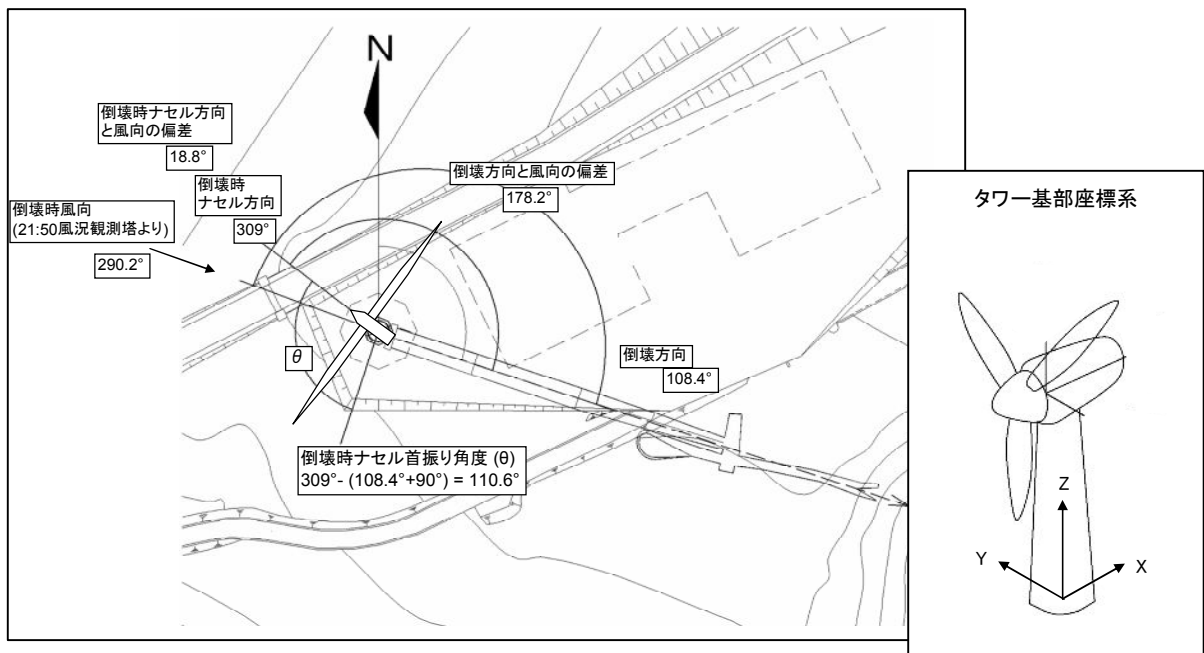 N
倒壊時ナセル方向
と風向の偏差
18.8°
倒壊時
ナセル方向
309°
倒壊時風向
(21:50風況観測塔より)
290.2°
倒壊方向と風向の偏差
178.2°
θ
倒壊方向
108.4°
倒壊時ナセル首振り角度 (θ)
309°- (108.4°+90°) = 110.6°
タワー基部座標系
Z
Y
X